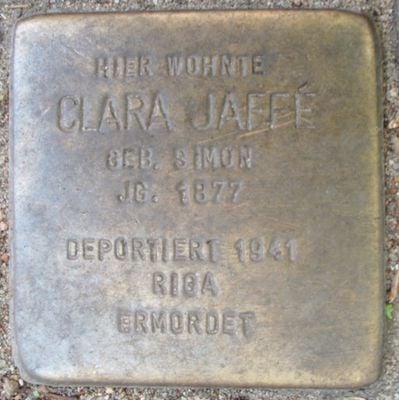 HIER WOHNTE
CLARA JAFFÉ
GEB. SIMON
JG. 1877
DEPORTIERT 1941
RIGA
ERMORDET